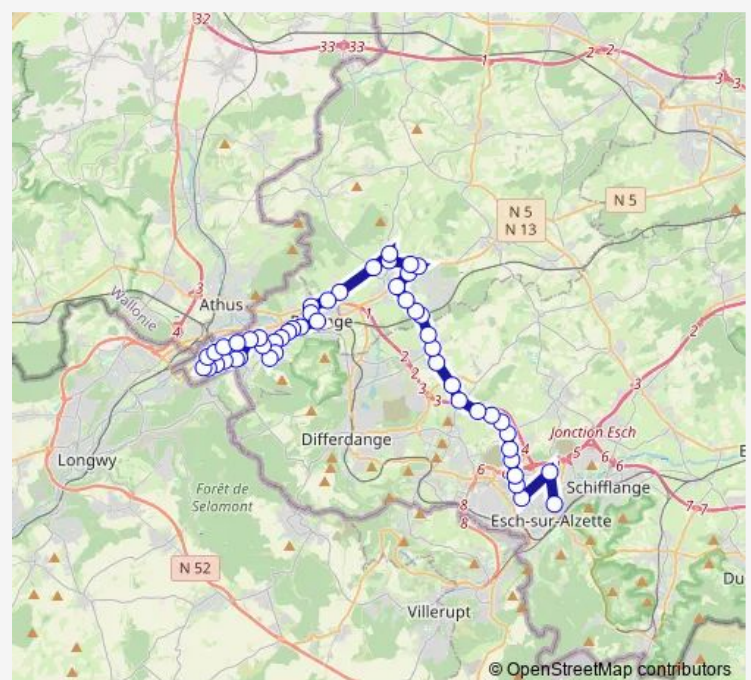 32
33 33
1
2 2
3 3
N 5
N 13
N 5
Wallonie
Athus
3
4
1
2 2
3 3
2
3
Differdange
Longwy
Forêt de
Selomont
4
Jonction Esch
5
6 6
6
Schifflange
8
8
7 7
Esch-sur-Alzette
N 52
Villerupt
Du
© OpenStreetMap contributors